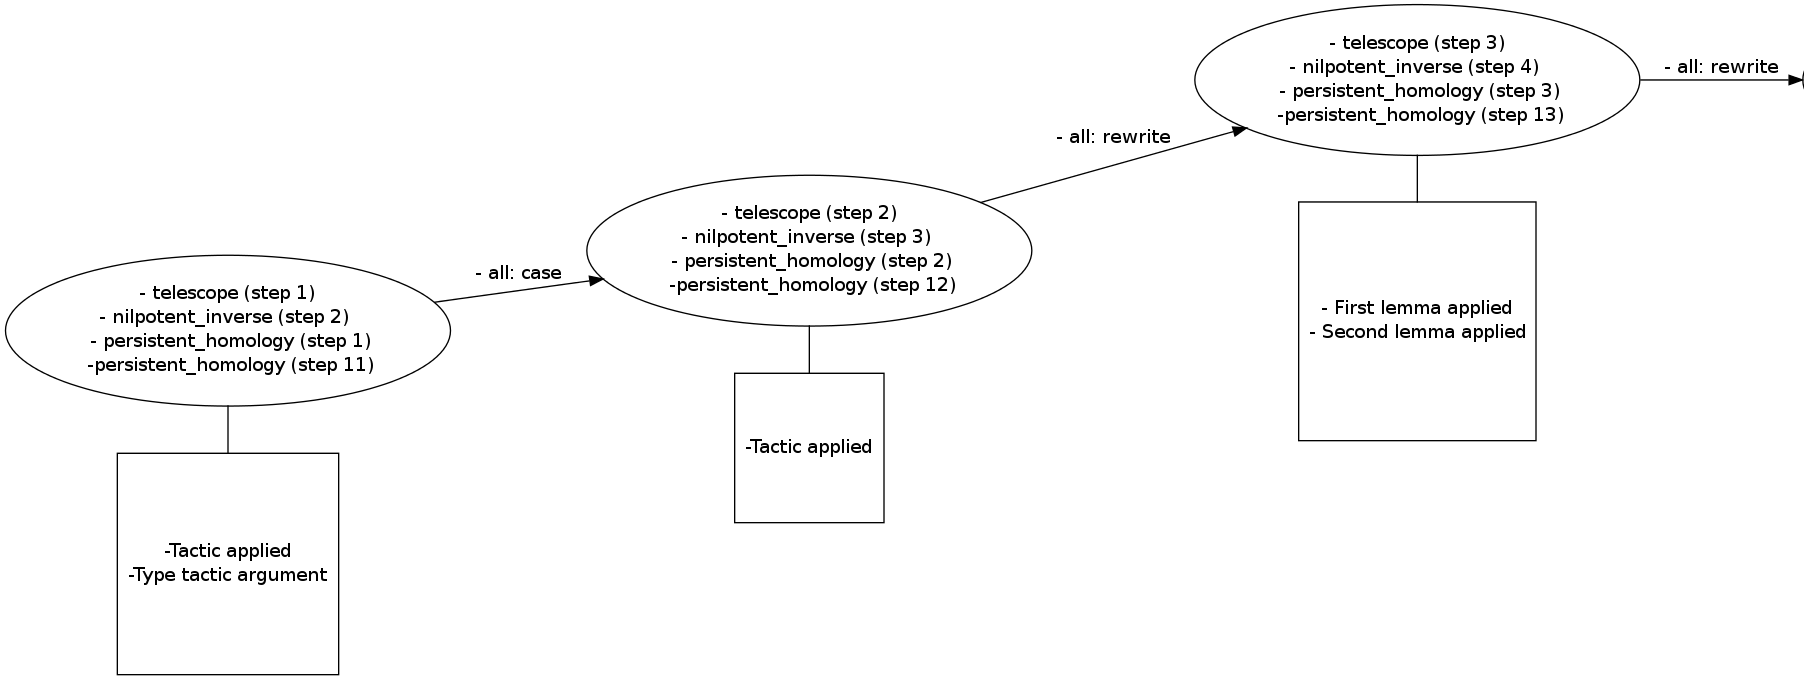 - telescope (step 1)
- nilpotent_inverse (step 2)
- persistent_homology (step 1)
-persistent_homology (step 11)
-Tactic applied
-Type tactic argument
- all: case
- telescope (step 2)
- nilpotent_inverse (step 3)
- persistent_homology (step 2)
-persistent_homology (step 12)
-Tactic applied
- all: rewrite
- telescope (step 3)
- nilpotent_inverse (step 4)
- persistent_homology (step 3)
-persistent_homology (step 13)
- First lemma applied
- Second lemma applied
- all: rewrite